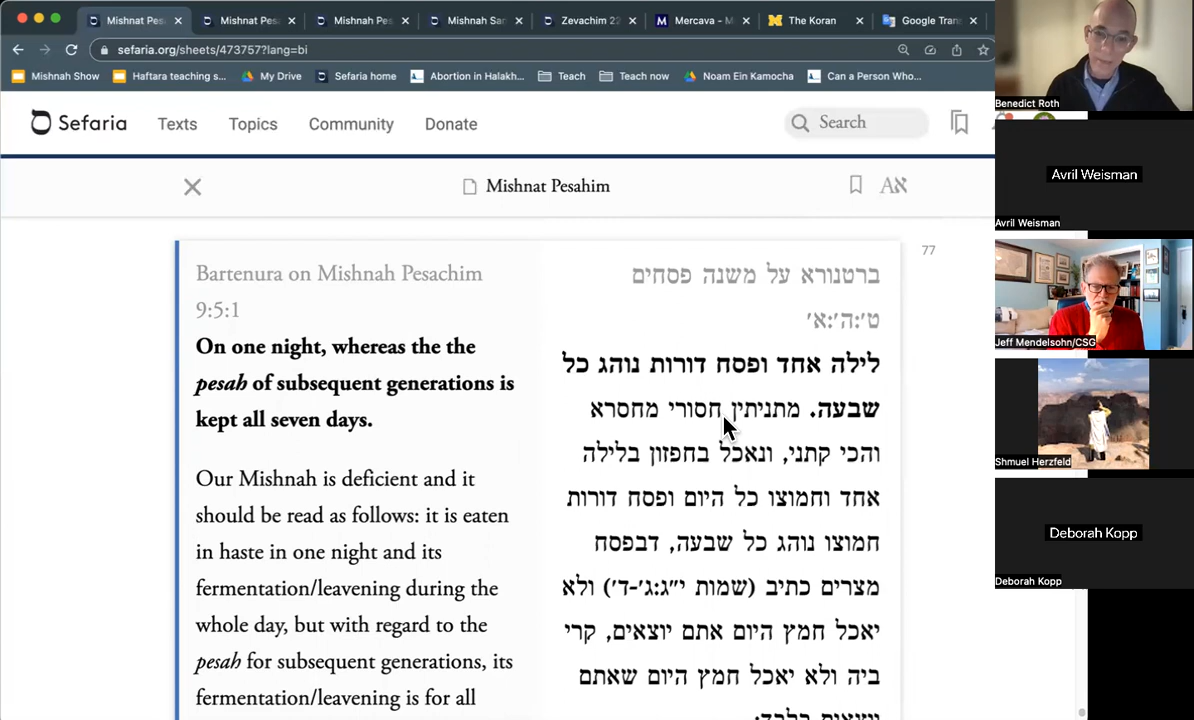 Mishnat Pes
Mishnat Pes
Mishnah Pes
Mishnah San
Zevachim 22
Mercava - M
The Koran
Google Tran
sefaria.org/sheets/473757?lang=bi
Mishnah Show
Haftara teaching s...
My Drive
Sefaria home
Abortion in Halakh...
Teach
Teach now
Noam Ein Kamocha
Can a Person Who...
Sefaria
Texts
Topics
Community
Donate
Search
Mishnat Pesahim
Aא
77
Bartenura on Mishnah Pesachim
9:5:1
On one night, whereas the the
pesah of subsequent generations is
kept all seven days.
Our Mishnah is deficient and it
should be read as follows: it is eaten
in haste in one night and its
fermentation/leavening during the
whole day, but with regard to the
pesah for subsequent generations, its
fermentation/leavening is for all
ברטנורא על משנה פסחים
ט׳:ה׳:א׳
לילה אחד ופסח דורות נוהג כל
שבעה. מתניתין חסורי מחסרא
והכי קתני, ונאכל בחפזון בלילה
אחד וחמוצו כל היום ופסח דורות
חמוצו נוהג כל שבעה, דבפסח
מצרים כתיב (שמות י״ג:ג׳-ד׳) ולא
יאכל חמץ היום אתם יוצאים, קרי
ביה ולא יאכל חמץ היום שאתם
יוצאים בלבד:
Benedict Roth
Avril Weisman
Avril Weisman
Jeff Mendelsohn/CSG
Shmuel Herzfeld
Deborah Kopp
Deborah Kopp